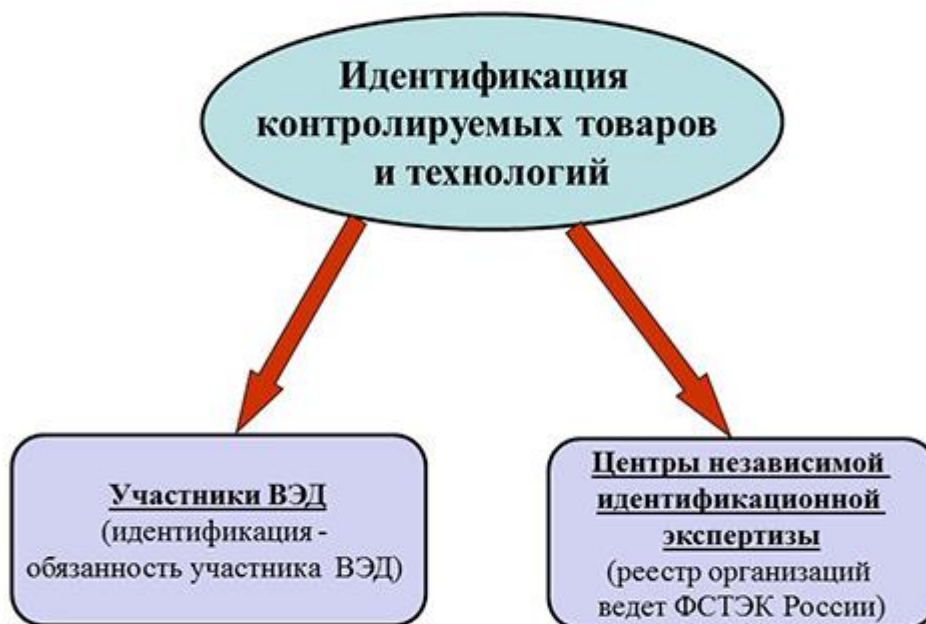 Идентификация
контролируемых товаров
и технологий
Участники ВЭД
(идентификация -
обязанность участника ВЭД)
Центры независимой
идентификационной
экспертизы
(реестр организаций
ведет ФСТЭК России)